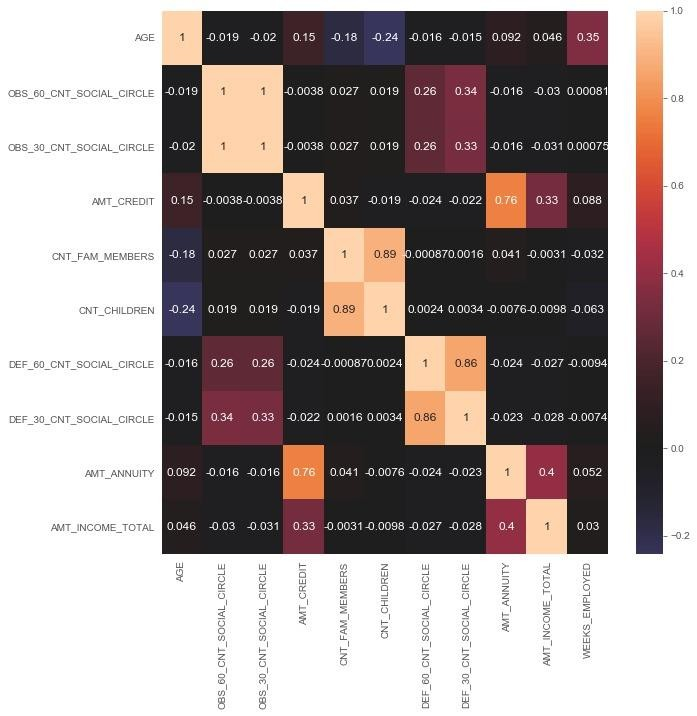 1.0
AGE 1 -0.019 -0.02 0.15 -0.18 -0.24 -0.016 -0.015 0.092 0.046 0.35
OBS_60_CNT_SOCIAL_CIRCLE -0.019 1 1 -0.0038 0.027 0.019 0.26 0.34 -0.016 -0.03 0.00081
0.8
OBS_30_CNT_SOCIAL_CIRCLE -0.02 1 1 -0.0038 0.027 0.019 0.26 0.33 -0.016 -0.031 0.00075
AMT_CREDIT 0.15 -0.0038 -0.0038 1 0.037 -0.019 -0.024 -0.022 0.76 0.33 0.088
0.6
CNT_FAM_MEMBERS -0.18 0.027 0.027 0.037 1 0.89 -0.00087 0.0016 0.041 -0.0031 -0.032
0.4
CNT_CHILDREN -0.24 0.019 0.019 -0.019 0.89 1 0.0024 0.0034 -0.0076 -0.0098 -0.063
DEF_60_CNT_SOCIAL_CIRCLE -0.016 0.26 0.26 -0.024 -0.00087 0.0024 1 0.86 -0.024 -0.027 -0.0094
0.2
DEF_30_CNT_SOCIAL_CIRCLE -0.015 0.34 0.33 -0.022 0.0016 0.0034 0.86 1 -0.023 -0.028 -0.0074
0.0
AMT_ANNUITY 0.092 -0.016 -0.016 0.76 0.041 -0.0076 -0.024 -0.023 1 0.4 0.052
AMT_INCOME_TOTAL 0.046 -0.03 -0.031 0.33 -0.0031 -0.0098 -0.027 -0.028 0.4 1 0.03
−0.2
AGE
OBS_60_CNT_SOCIAL_CIRCLE
OBS_30_CNT_SOCIAL_CIRCLE
AMT_CREDIT
CNT_FAM_MEMBERS
CNT_CHILDREN
DEF_60_CNT_SOCIAL_CIRCLE
DEF_30_CNT_SOCIAL_CIRCLE
AMT_ANNUITY
AMT_INCOME_TOTAL
WEEKS_EMPLOYED